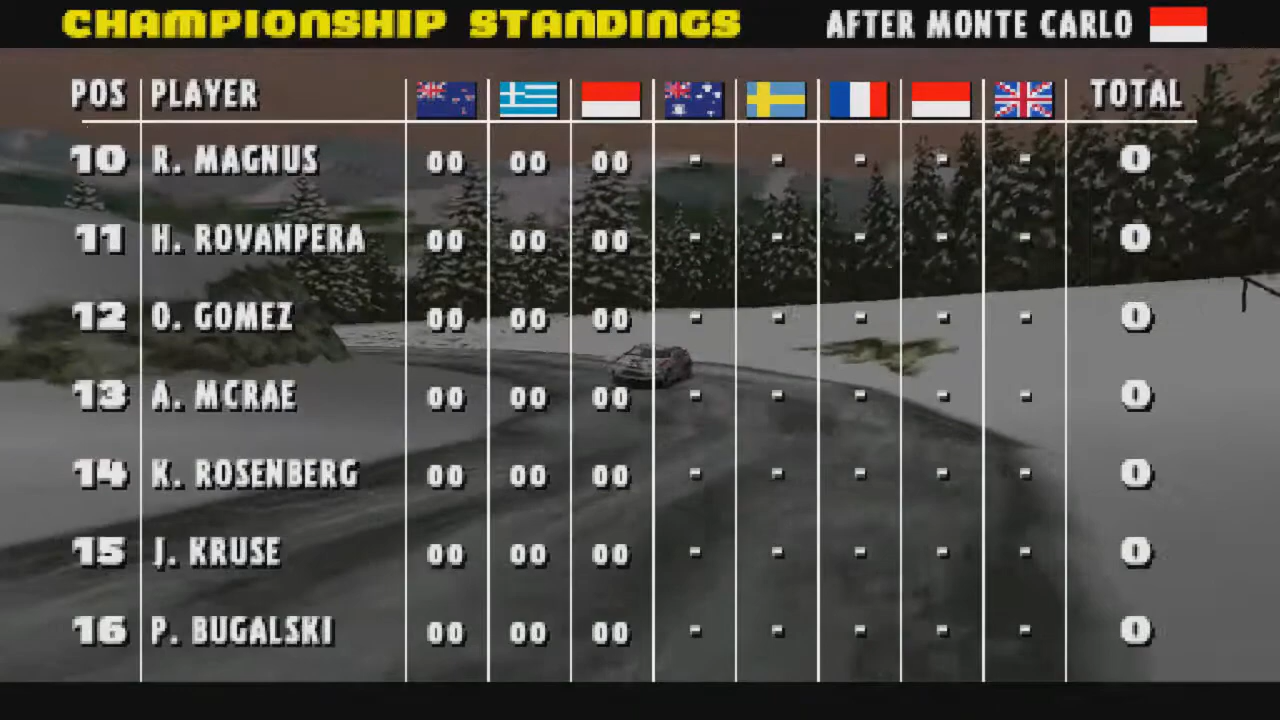 CHAMPIONSHIP STANDINGS AFTER MONTE CARLO
POS PLAYER TOTAL
10 R. MAGNUS 00 00 00 - - - - - 0
11 H. ROVANPERA 00 00 00 - - - - - 0
12 O. GOMEZ 00 00 00 - - - - - 0
13 A. MCRAE 00 00 00 - - - - - 0
14 K. ROSENBERG 00 00 00 - - - - - 0
15 J. KRUSE 00 00 00 - - - - - 0
16 P. BUGALSKI 00 00 00 - - - - - 0